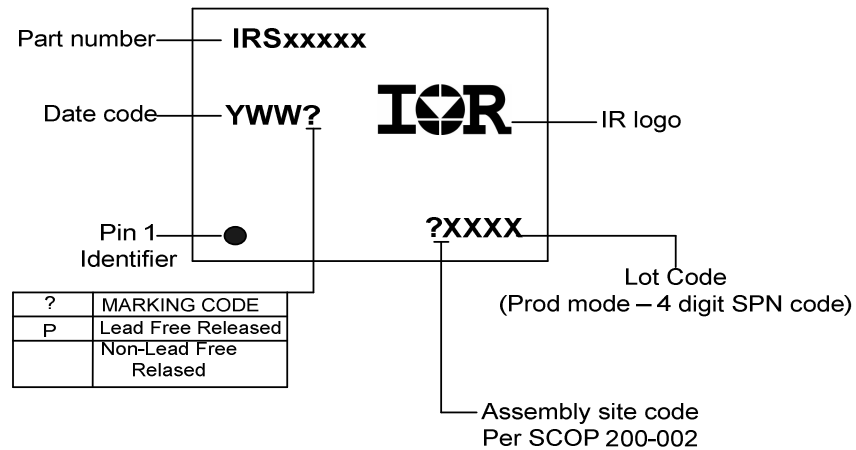 Part number
IRSxxxxx
Date code
YWW?
IOR
IR logo
Pin 1
Identifier
?XXXX
Lot Code
(Prod mode – 4 digit SPN code)
? MARKING CODE
P Lead Free Released
Non-Lead Free
Relased
Assembly site code
Per SCOP 200-002